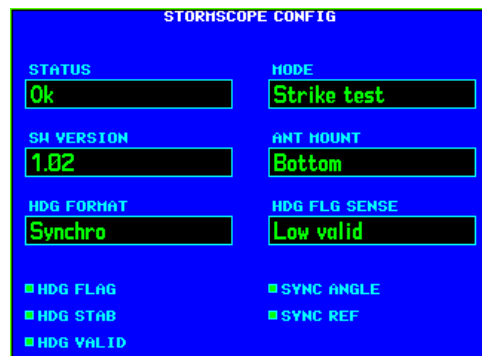 STORMSCOPE CONFIG
STATUS
Ok
MODE
Strike test
SW VERSION
1.02
ANT MOUNT
Bottom
HDG FORMAT
Synchro
HDG FLG SENSE
Low valid
HDG FLAG
SYNC ANGLE
HDG STAB
SYNC REF
HDG VALID